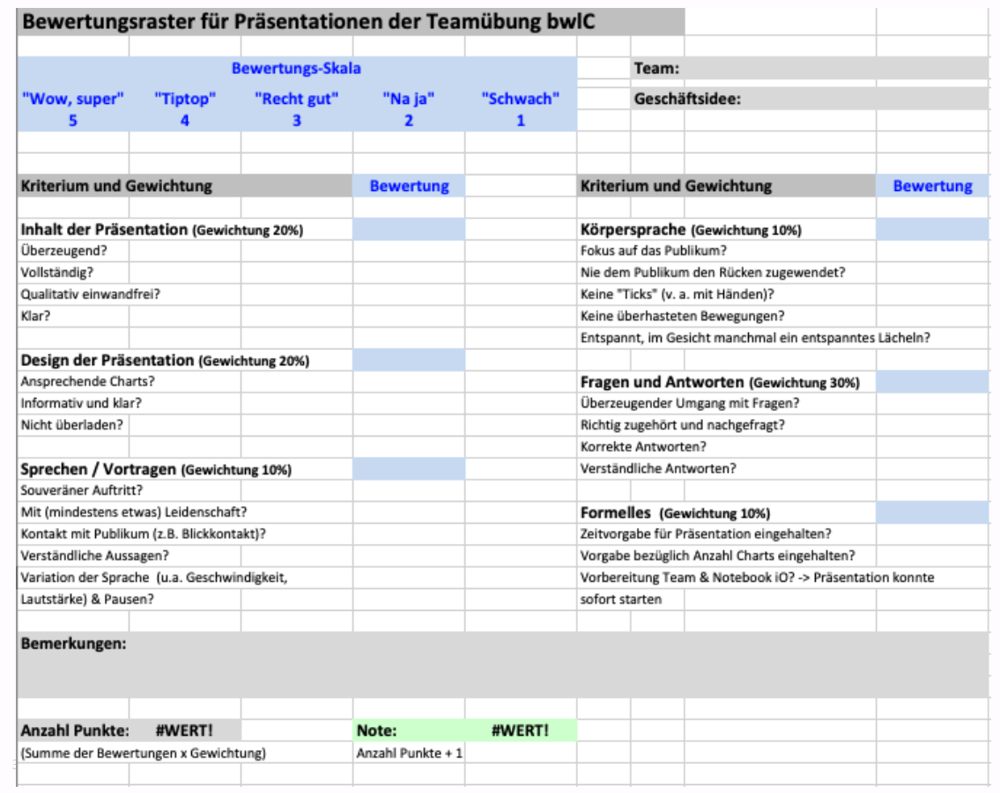 Bewertungsraster für Präsentationen der Teamübung bwlC
Bewertungs-Skala
"Wow, super" "Tiptop" "Recht gut" "Na ja" "Schwach"
5 4 3 2 1
Team:
Geschäftsidee:
Kriterium und Gewichtung Bewertung
Inhalt der Präsentation (Gewichtung 20%)
Überzeugend?
Vollständig?
Qualitativ einwandfrei?
Klar?
Design der Präsentation (Gewichtung 20%)
Ansprechende Charts?
Informativ und klar?
Nicht überladen?
Sprechen / Vortragen (Gewichtung 10%)
Souveräner Auftritt?
Mit (mindestens etwas) Leidenschaft?
Kontakt mit Publikum (z.B. Blickkontakt)?
Verständliche Aussagen?
Variation der Sprache (u.a. Geschwindigkeit,
Lautstärke) & Pausen?
Kriterium und Gewichtung Bewertung
Körpersprache (Gewichtung 10%)
Fokus auf das Publikum?
Nie dem Publikum den Rücken zugewendet?
Keine "Ticks" (v. a. mit Händen)?
Keine überhasteten Bewegungen?
Entspannt, im Gesicht manchmal ein entspanntes Lächeln?
Fragen und Antworten (Gewichtung 30%)
Überzeugender Umgang mit Fragen?
Richtig zugehört und nachgefragt?
Korrekte Antworten?
Verständliche Antworten?
Formelles (Gewichtung 10%)
Zeitvorgabe für Präsentation eingehalten?
Vorgabe bezüglich Anzahl Charts eingehalten?
Vorbereitung Team & Notebook iO? -> Präsentation konnte
sofort starten
Bemerkungen:
Anzahl Punkte: #WERT! Note: #WERT!
(Summe der Bewertungen x Gewichtung) Anzahl Punkte + 1